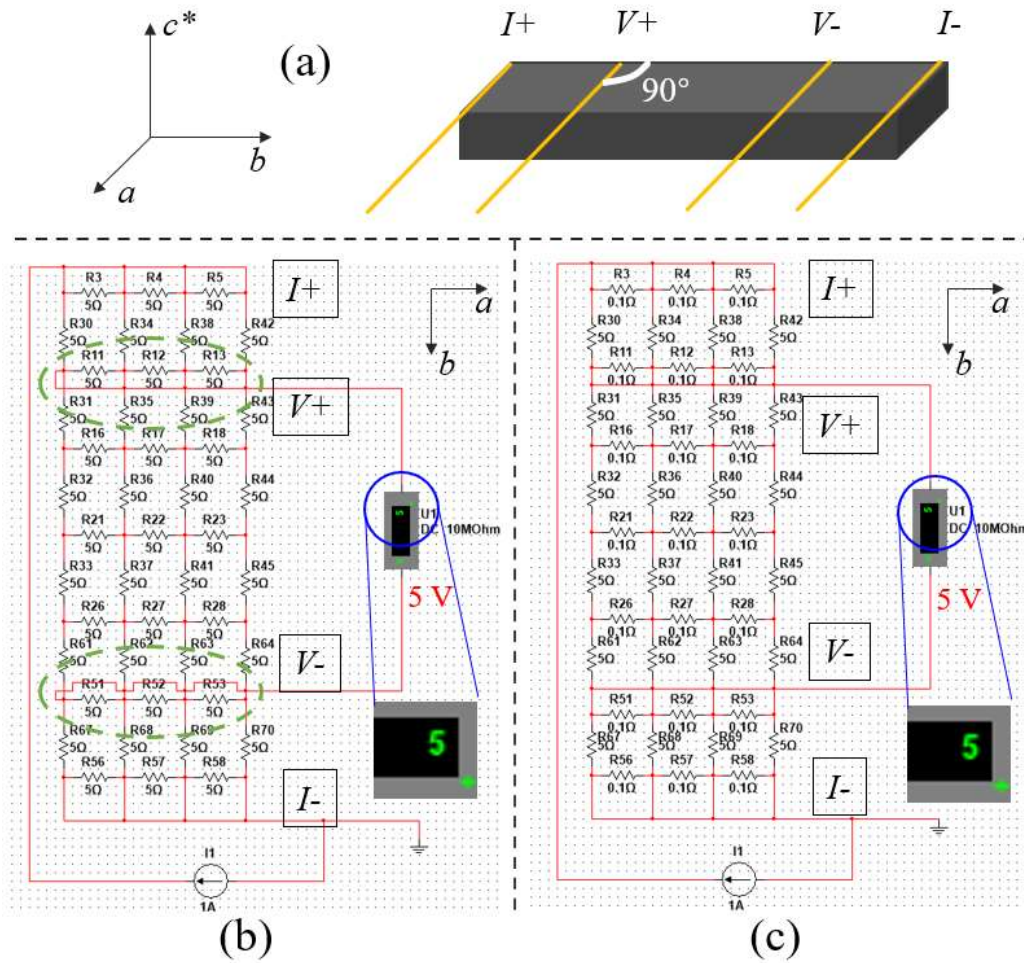 c*
(a)
I+ V+ V- I-
90°
b
a
R3 R4 R5
5Ω 5Ω 5Ω
I+
R30 R34 R38 R42
5Ω 5Ω 5Ω 5Ω
R11 R12 R13
5Ω 5Ω 5Ω
V+
R31 R35 R39 R43
5Ω 5Ω 5Ω 5Ω
R16 R17 R18
5Ω 5Ω 5Ω
R32 R36 R40 R44
5Ω 5Ω 5Ω 5Ω
R21 R22 R23
5Ω 5Ω 5Ω
R33 R37 R41 R45
5Ω 5Ω 5Ω 5Ω
R26 R27 R28
5Ω 5Ω 5Ω
R61 R62 R63 R64
5Ω 5Ω 5Ω 5Ω
R51 R52 R53
5Ω 5Ω 5Ω
V-
R67 R68 R69 R70
5Ω 5Ω 5Ω 5Ω
R56 R57 R58
5Ω 5Ω 5Ω
I-
a
b
5
U1
DC 10MOhm
5 V
5
I1
1A
(b)
R3 R4 R5
0.1Ω 0.1Ω 0.1Ω
I+
R30 R34 R38 R42
5Ω 5Ω 5Ω 5Ω
R11 R12 R13
0.1Ω 0.1Ω 0.1Ω
V+
R31 R35 R39 R43
5Ω 5Ω 5Ω 5Ω
R16 R17 R18
0.1Ω 0.1Ω 0.1Ω
R32 R36 R40 R44
5Ω 5Ω 5Ω 5Ω
R21 R22 R23
0.1Ω 0.1Ω 0.1Ω
R33 R37 R41 R45
5Ω 5Ω 5Ω 5Ω
R26 R27 R28
0.1Ω 0.1Ω 0.1Ω
R61 R62 R63 R64
5Ω 5Ω 5Ω 5Ω
V-
R51 R52 R53
0.1Ω 0.1Ω 0.1Ω
R67 R68 R69 R70
5Ω 5Ω 5Ω 5Ω
R56 R57 R58
0.1Ω 0.1Ω 0.1Ω
I-
a
b
5
U1
DC 10MOhm
5 V
5
I1
1A
(c)